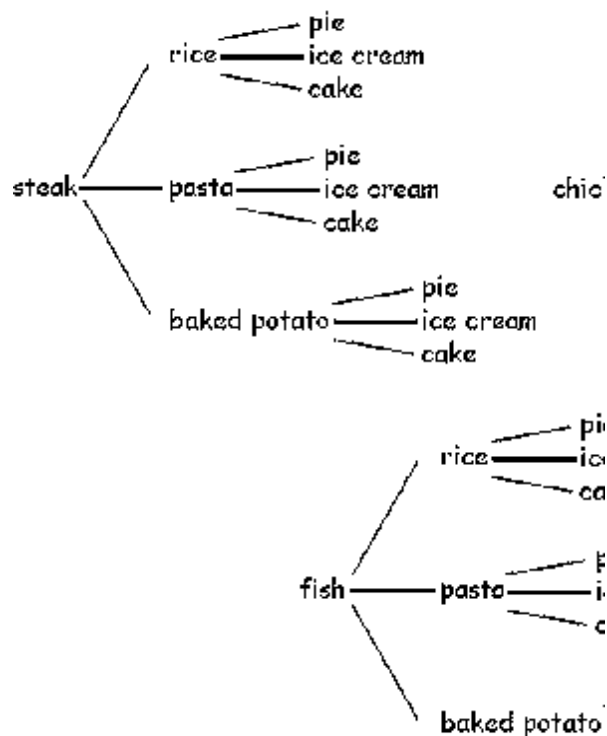 pie
rice ice cream
cake
pie
steak pasta ice cream
cake
pie
baked potato ice cream
cake
rice
fish pasta
baked potato